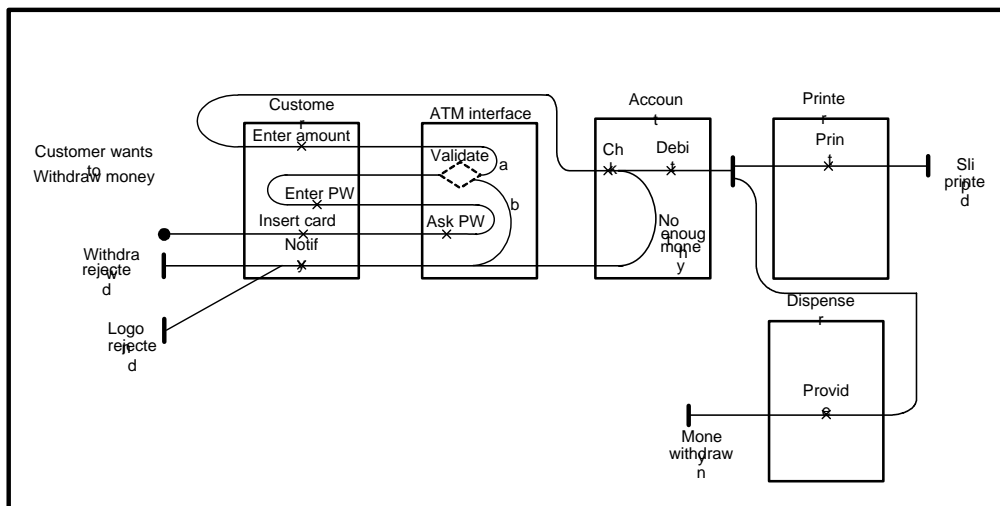 Custome
r
ATM interface
Accoun
t
Printe
r
Enter amount
Customer wants
to
Withdraw money
Validate
a
Ch
Debi
t
Prin
t
Sli
p
printe
d
Enter PW
b
Insert card
Ask PW
No
t
enoug
h
mone
y
Notif
y
Withdra
w
rejecte
d
Logo
n
rejecte
d
Dispense
r
Provid
e
Mone
y
withdraw
n